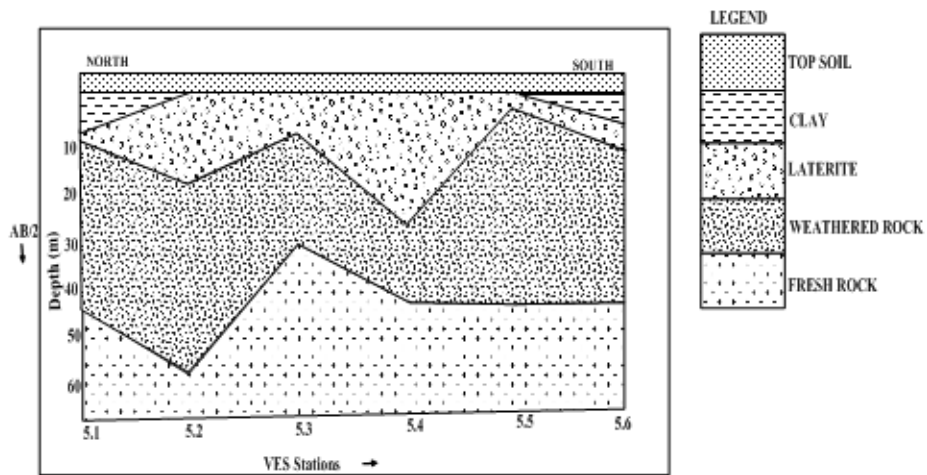 LEGEND
NORTH
SOUTH
TOP SOIL
CLAY
LATERITE
WEATHERED ROCK
FRESH ROCK
10
20
30
40
50
60
AB/2
Depth (m)
5.1
5.2
5.3
5.4
5.5
5.6
VES Stations